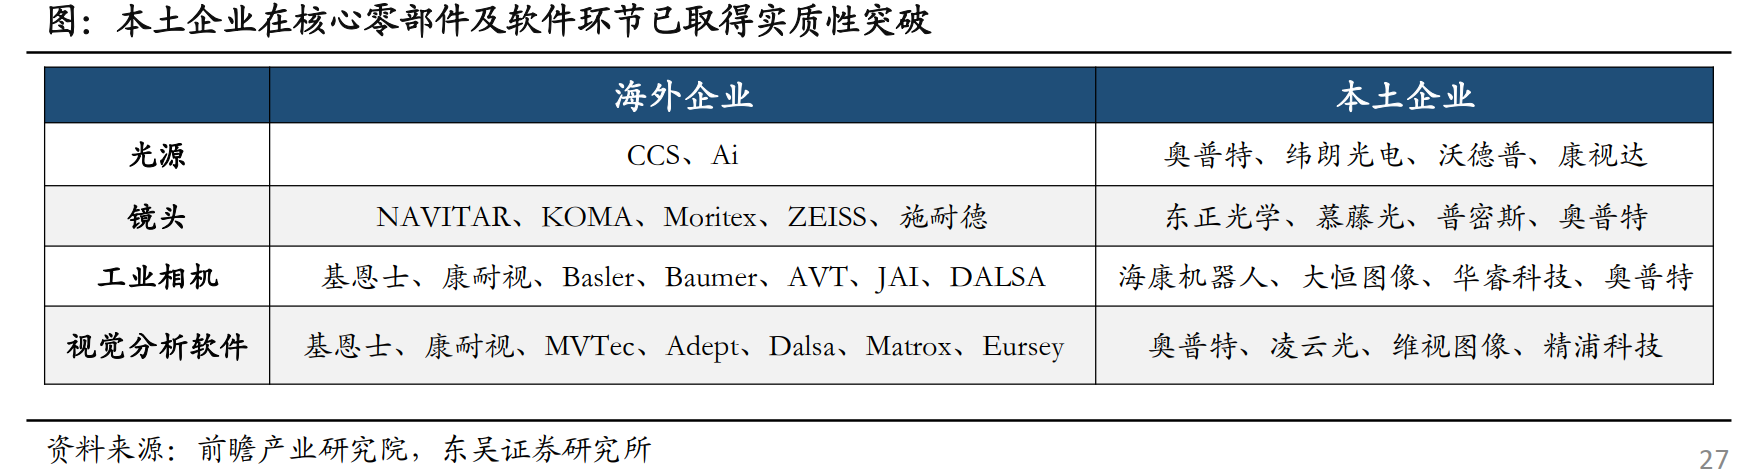 图：本土企业在核心零部件及软件环节已取得实质性突破
海外企业 本土企业
光源 CCS、Ai 奥普特、纬朗光电、沃德普、康视达
镜头 NAVITAR、KOMA、Moritex、ZEISS、施耐德 东正光学、慕藤光、普密斯、奥普特
工业相机 基恩士、康耐视、Basler、Baumer、AVT、JAI、DALSA 海康机器人、大恒图像、华睿科技、奥普特
视觉分析软件 基恩士、康耐视、MVTec、Adept、Dalsa、Matrox、Eursey 奥普特、凌云光、维视图像、精浦科技
资料来源：前瞻产业研究院，东吴证券研究所
27